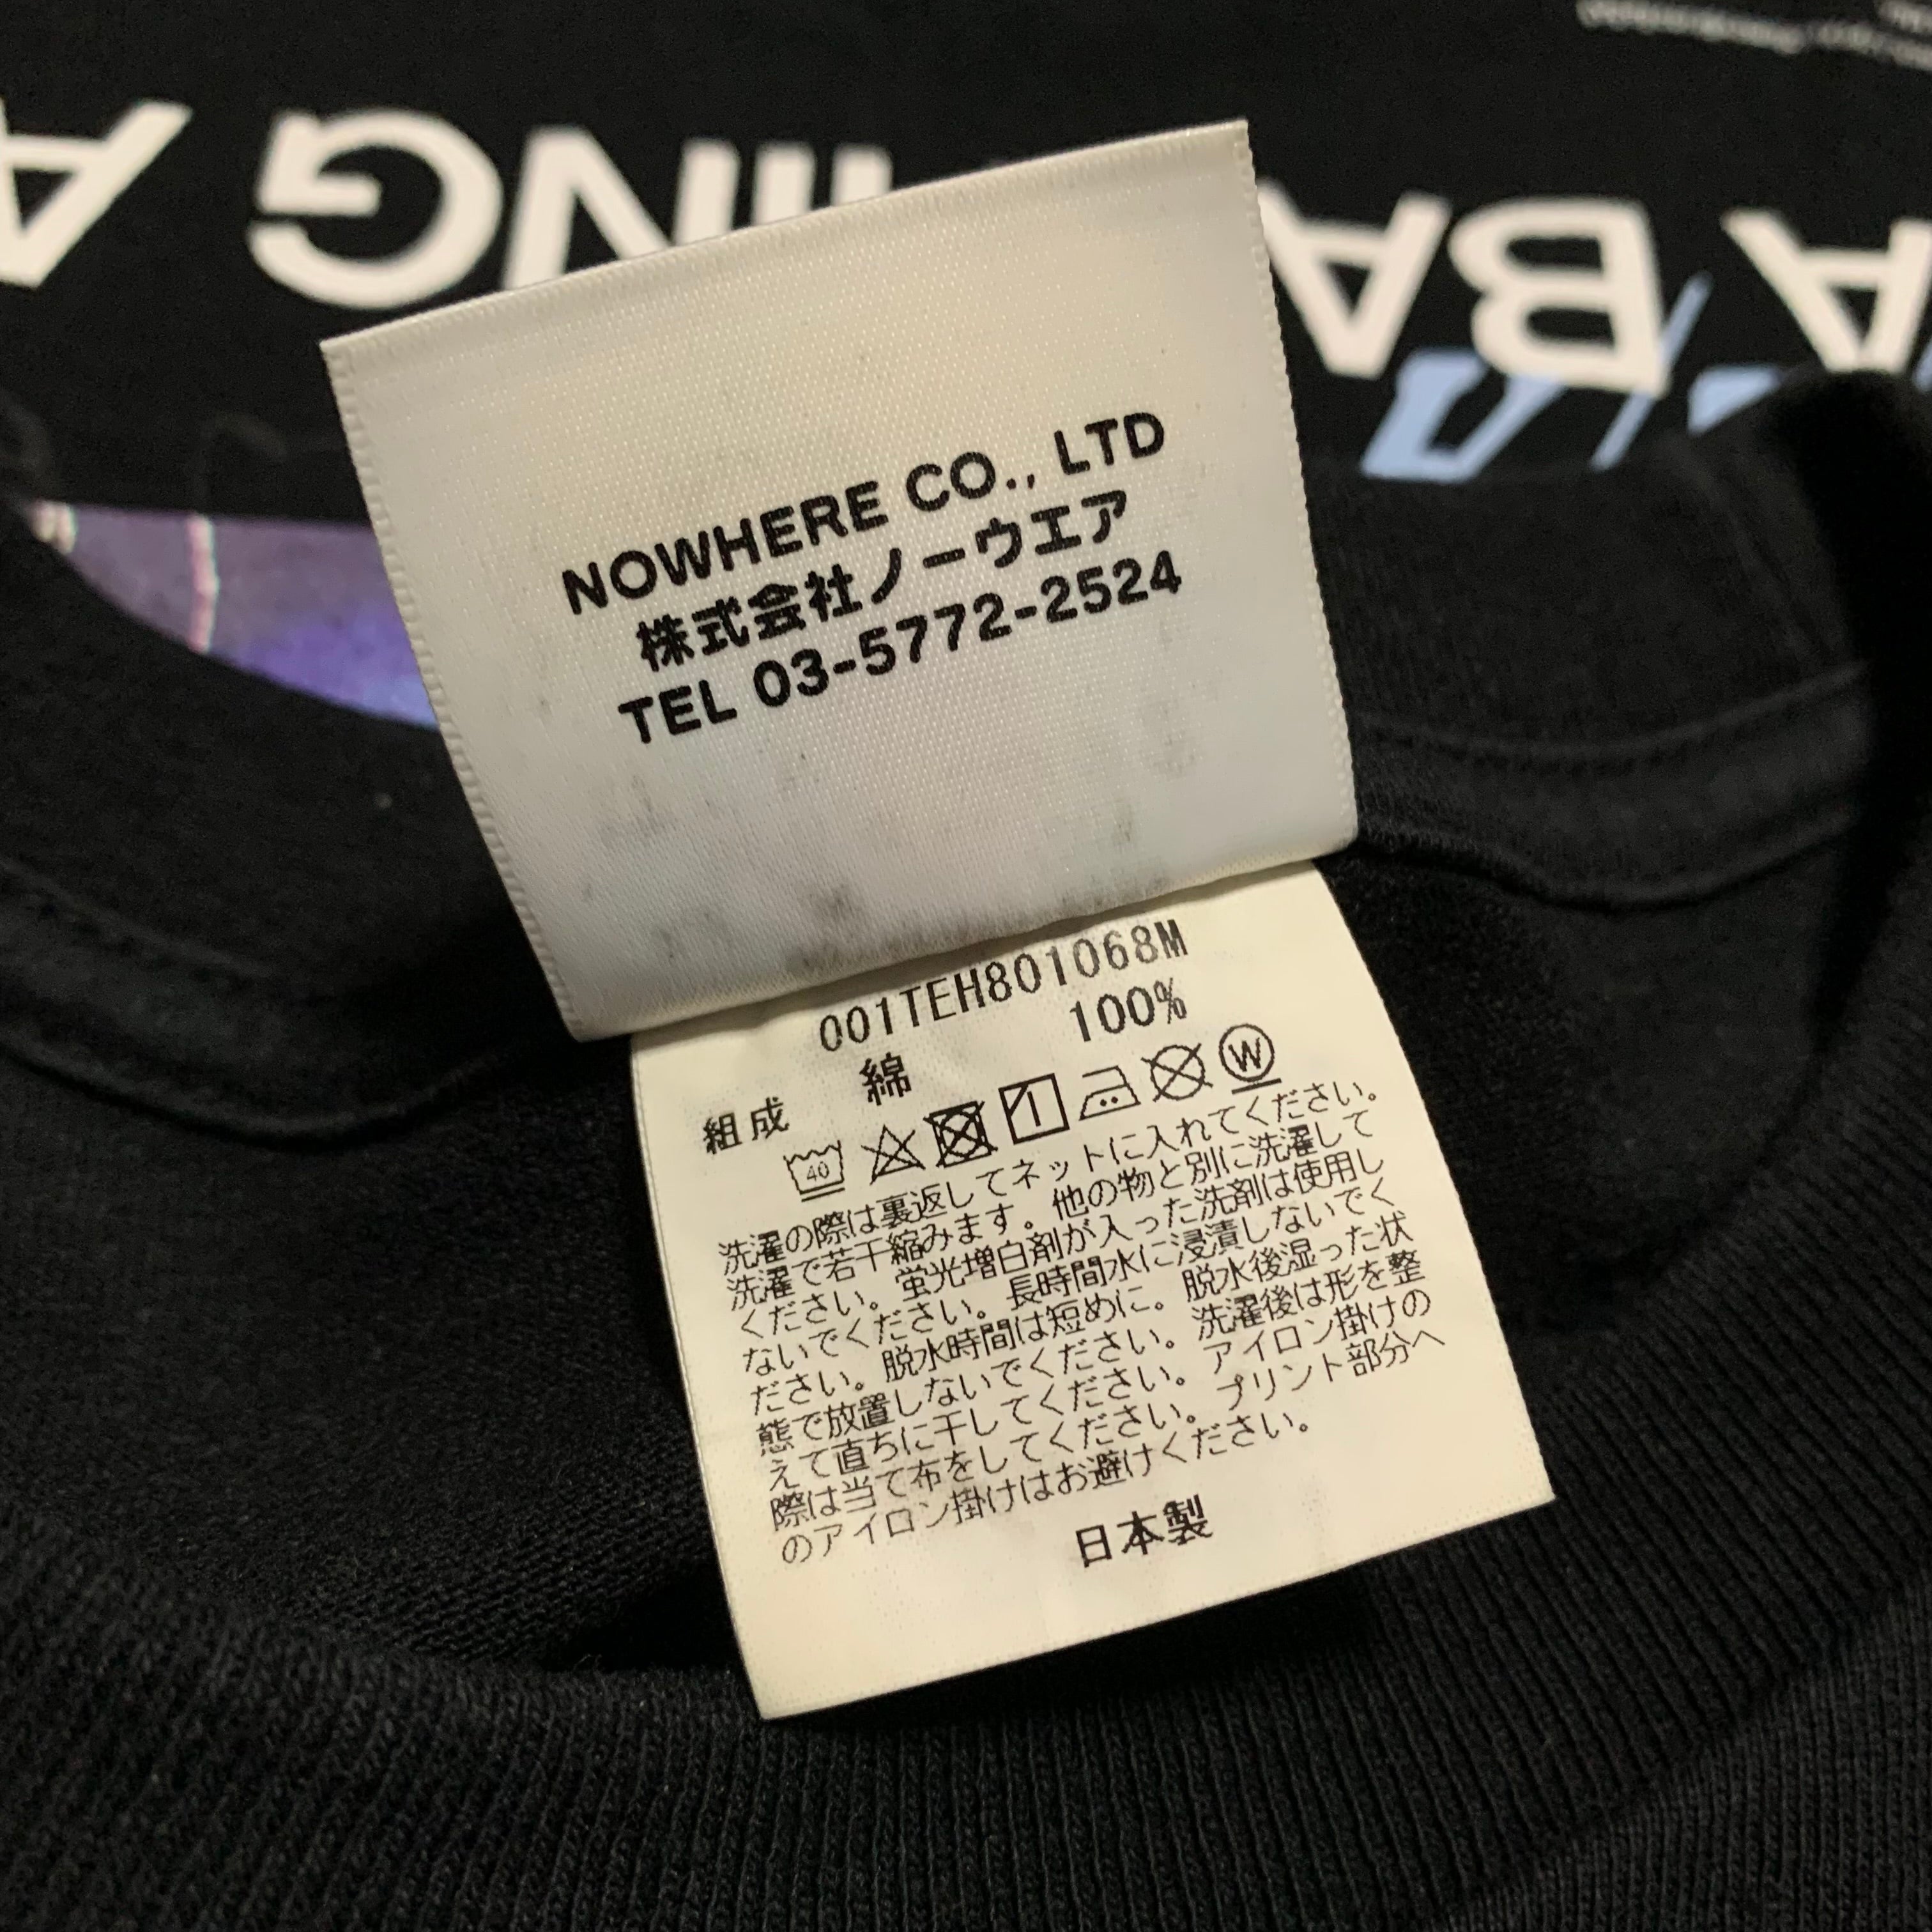 A BATHING A
NOWHERE CO., LTD
株式会社ノーウエア
TEL 03-5772-2524
001TEH801068M
組成 綿 100%
40 W
洗濯の際は裏返してネットに入れてください。
洗濯で若干縮みます。他の物と別に洗濯して
ください。蛍光増白剤が入った洗剤は使用し
ないでください。長時間水に浸漬しないでく
ださい。脱水時間は短めに。脱水後湿った状
態で放置しないでください。洗濯後は形を整
えて直ちに干してください。アイロン掛けの
際は当て布をしてください。プリント部分へ
のアイロン掛けはお避けください。
日本製